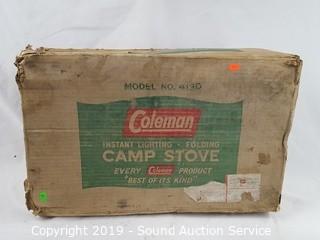 MODEL NO. 413D
Coleman
INSTANT LIGHTING - FOLDING
CAMP STOVE
EVERY Coleman PRODUCT
"BEST OF ITS KIND"
Copyright 2019 - Sound Auction Service